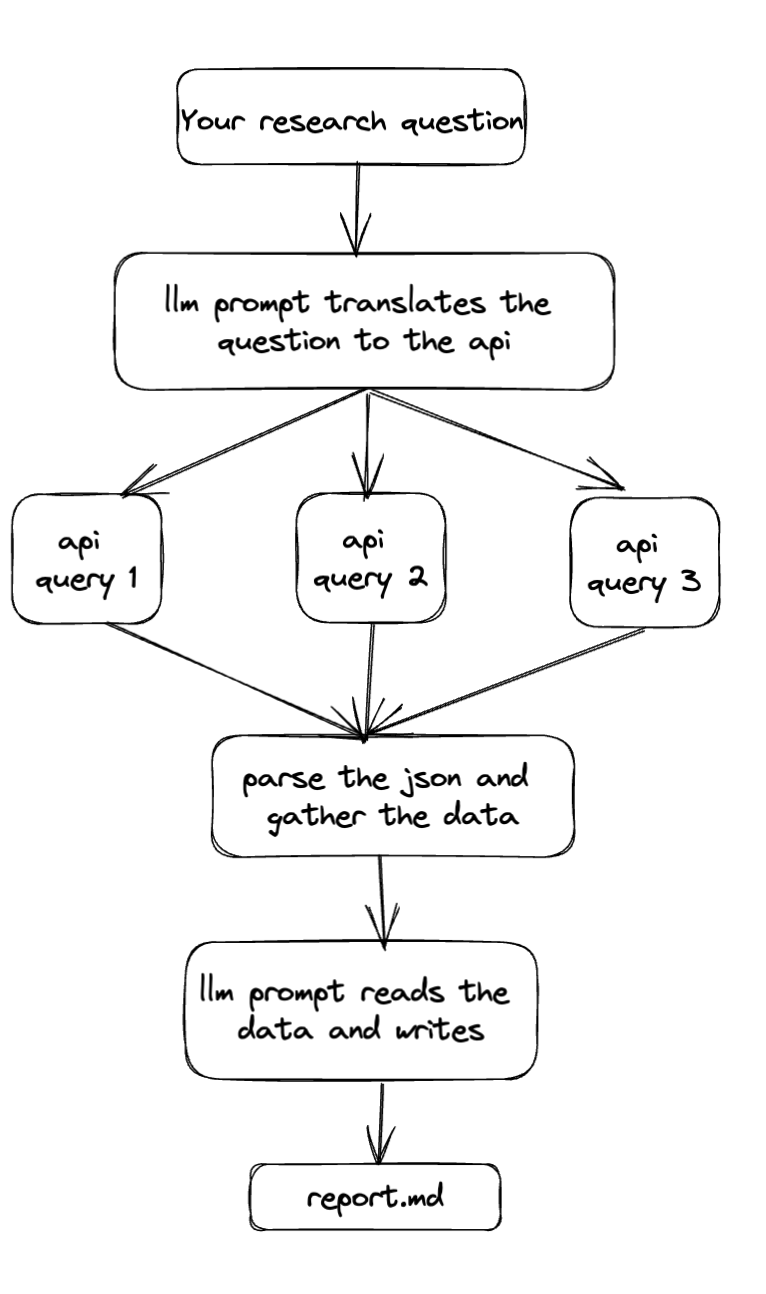 Your research question
llm prompt translates the
question to the api
api
query 1
api
query 2
api
query 3
parse the json and
gather the data
llm prompt reads the
data and writes
report.md